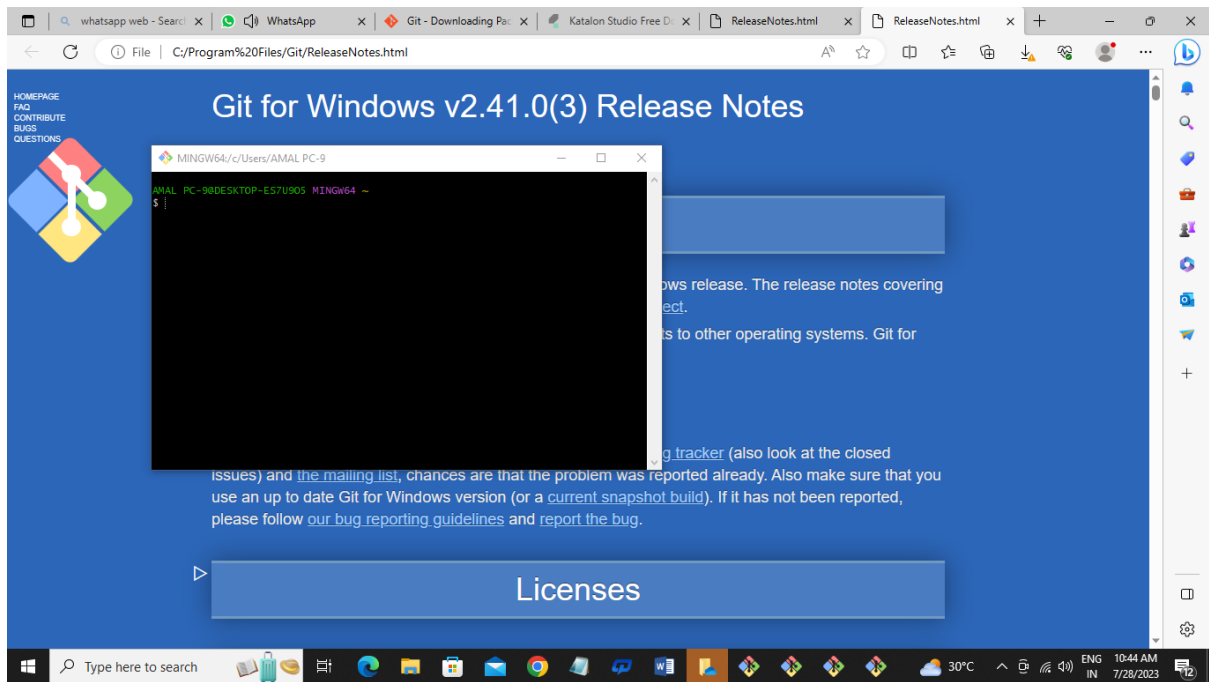 whatsapp web - Searc
WhatsApp
Git - Downloading Pac
Katalon Studio Free Do
ReleaseNotes.html
ReleaseNotes.html
File | C:/Program%20Files/Git/ReleaseNotes.html
HOMEPAGE
FAQ
CONTRIBUTE
BUGS
QUESTIONS
Git for Windows v2.41.0(3) Release Notes
MINGW64:/c/Users/AMAL PC-9
AMAL PC-9@DESKTOP-ES7U9O5 MINGW64 ~
$
ows release. The release notes covering
ect.
ts to other operating systems. Git for
g tracker (also look at the closed
issues) and the mailing list, chances are that the problem was reported already. Also make sure that you
use an up to date Git for Windows version (or a current snapshot build). If it has not been reported,
please follow our bug reporting guidelines and report the bug.
Licenses
Type here to search
30°C
ENG
IN
10:44 AM
7/28/2023
12